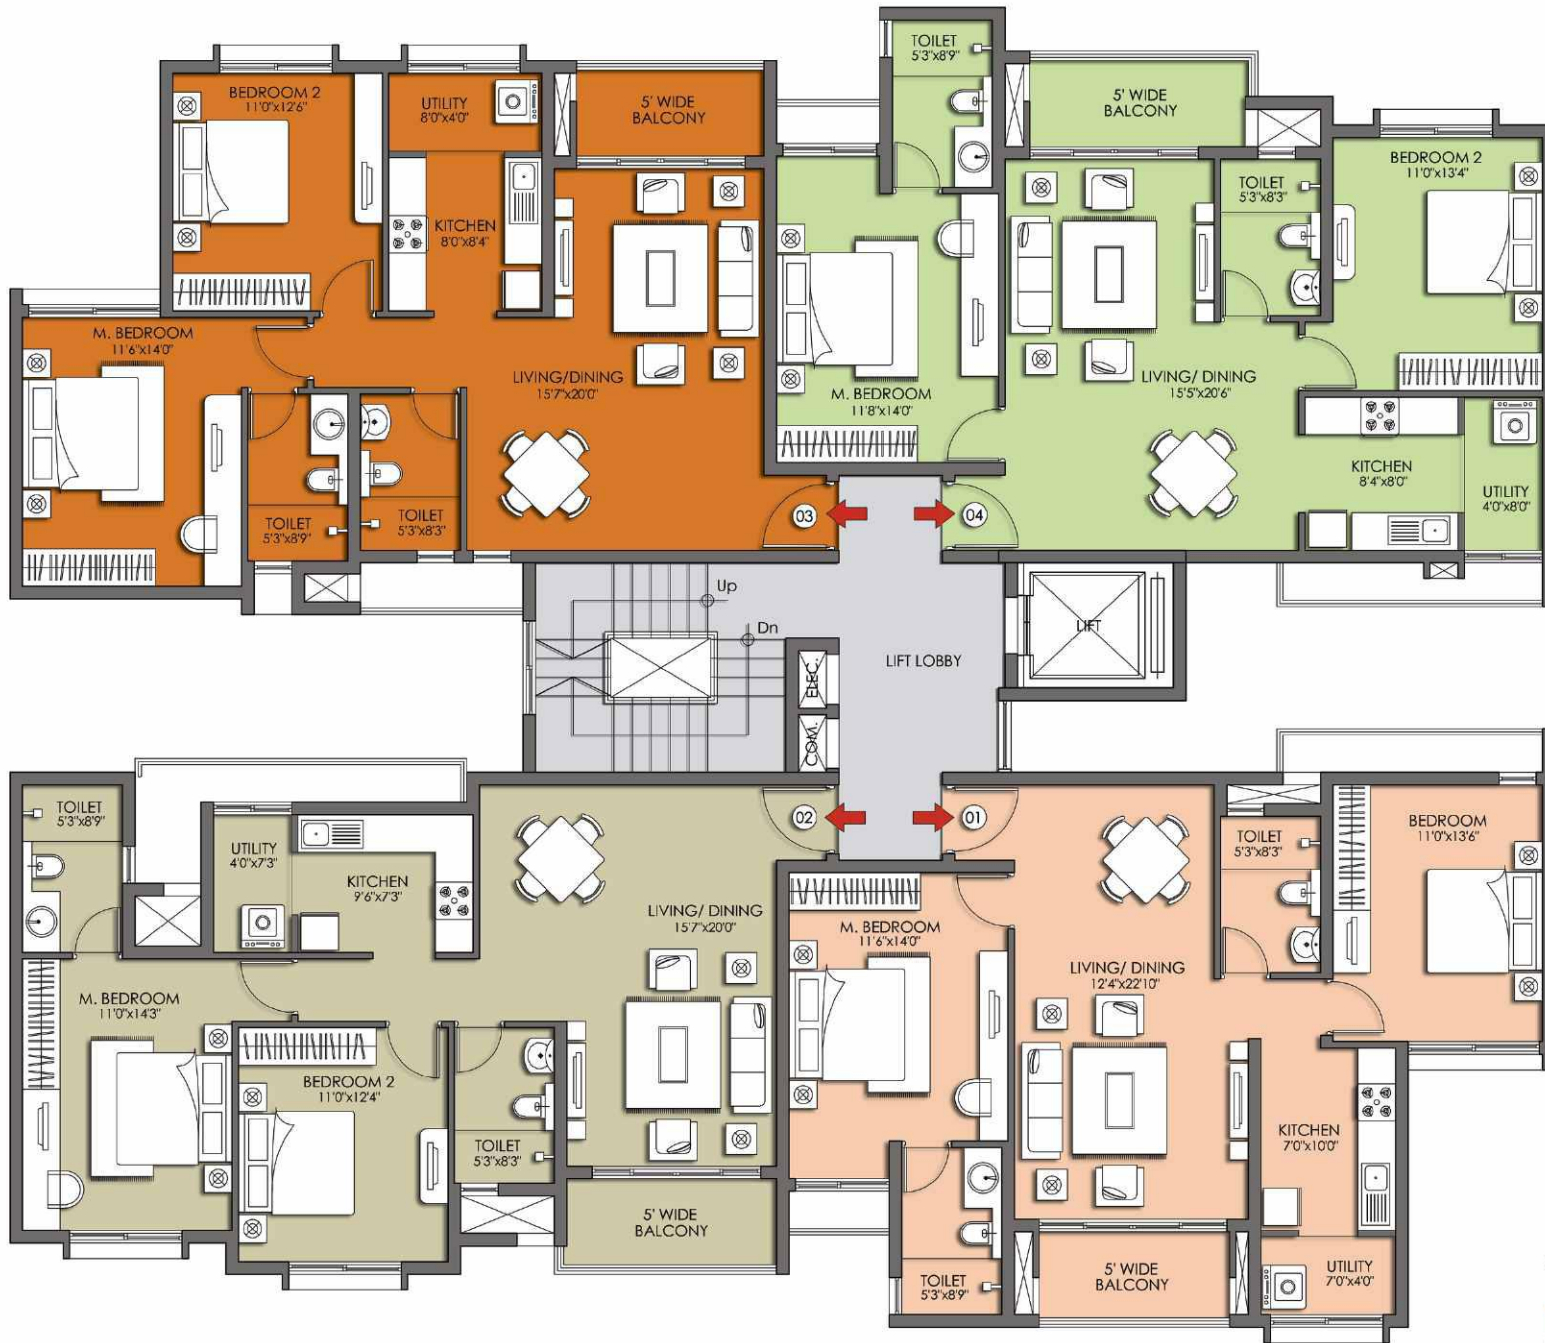 BEDROOM 2
11'0"x12'6"
UTILITY
8'0"x4'0"
5' WIDE
BALCONY
KITCHEN
8'0"x8'4"
M. BEDROOM
11'6"x14'0"
LIVING/DINING
15'7"x20'0"
TOILET
5'3"x8'9"
TOILET
5'3"x8'3"
03
TOILET
5'3"x8'9"
5' WIDE
BALCONY
BEDROOM 2
11'0"x13'4"
TOILET
5'3"x8'3"
M. BEDROOM
11'8"x14'0"
LIVING/ DINING
15'5"x20'6"
KITCHEN
8'4"x8'0"
UTILITY
4'0"x8'0"
04
Up
Dn
LIFT
LIFT LOBBY
ELEC.
COM.
TOILET
5'3"x8'9"
UTILITY
4'0"x7'3"
KITCHEN
9'6"x7'3"
02
LIVING/ DINING
15'7"x20'0"
M. BEDROOM
11'0"x14'3"
BEDROOM 2
11'0"x12'4"
TOILET
5'3"x8'3"
5' WIDE
BALCONY
01
TOILET
5'3"x8'3"
BEDROOM
11'0"x13'6"
M. BEDROOM
11'6"x14'0"
LIVING/ DINING
12'4"x22'10"
KITCHEN
7'0"x10'0"
TOILET
5'3"x8'9"
5' WIDE
BALCONY
UTILITY
7'0"x4'0"